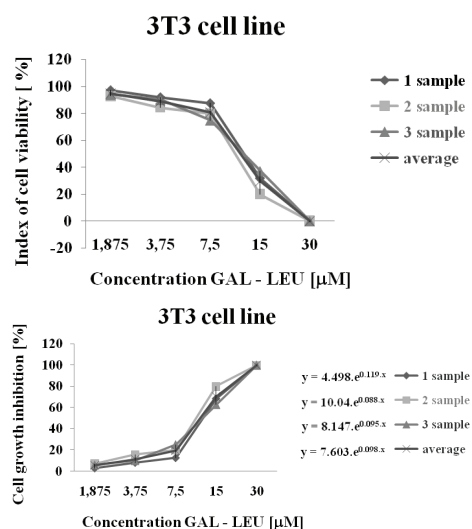 3T3 cell line
Index of cell viability [ %]
120
100
80
60
40
20
0
-20
1,875 3,75 7,5 15 30
Concentration GAL - LEU [μM]
1 sample
2 sample
3 sample
average
3T3 cell line
Cell growth inhibition [%]
120
100
80
60
40
20
0
1,875 3,75 7,5 15 30
Concentration GAL - LEU [μM]
y = 4.498.e^0.119.x 1 sample
y = 10.04.e^0.088.x 2 sample
y = 8.147.e^0.095.x 3 sample
y = 7.603.e^0.098.x average